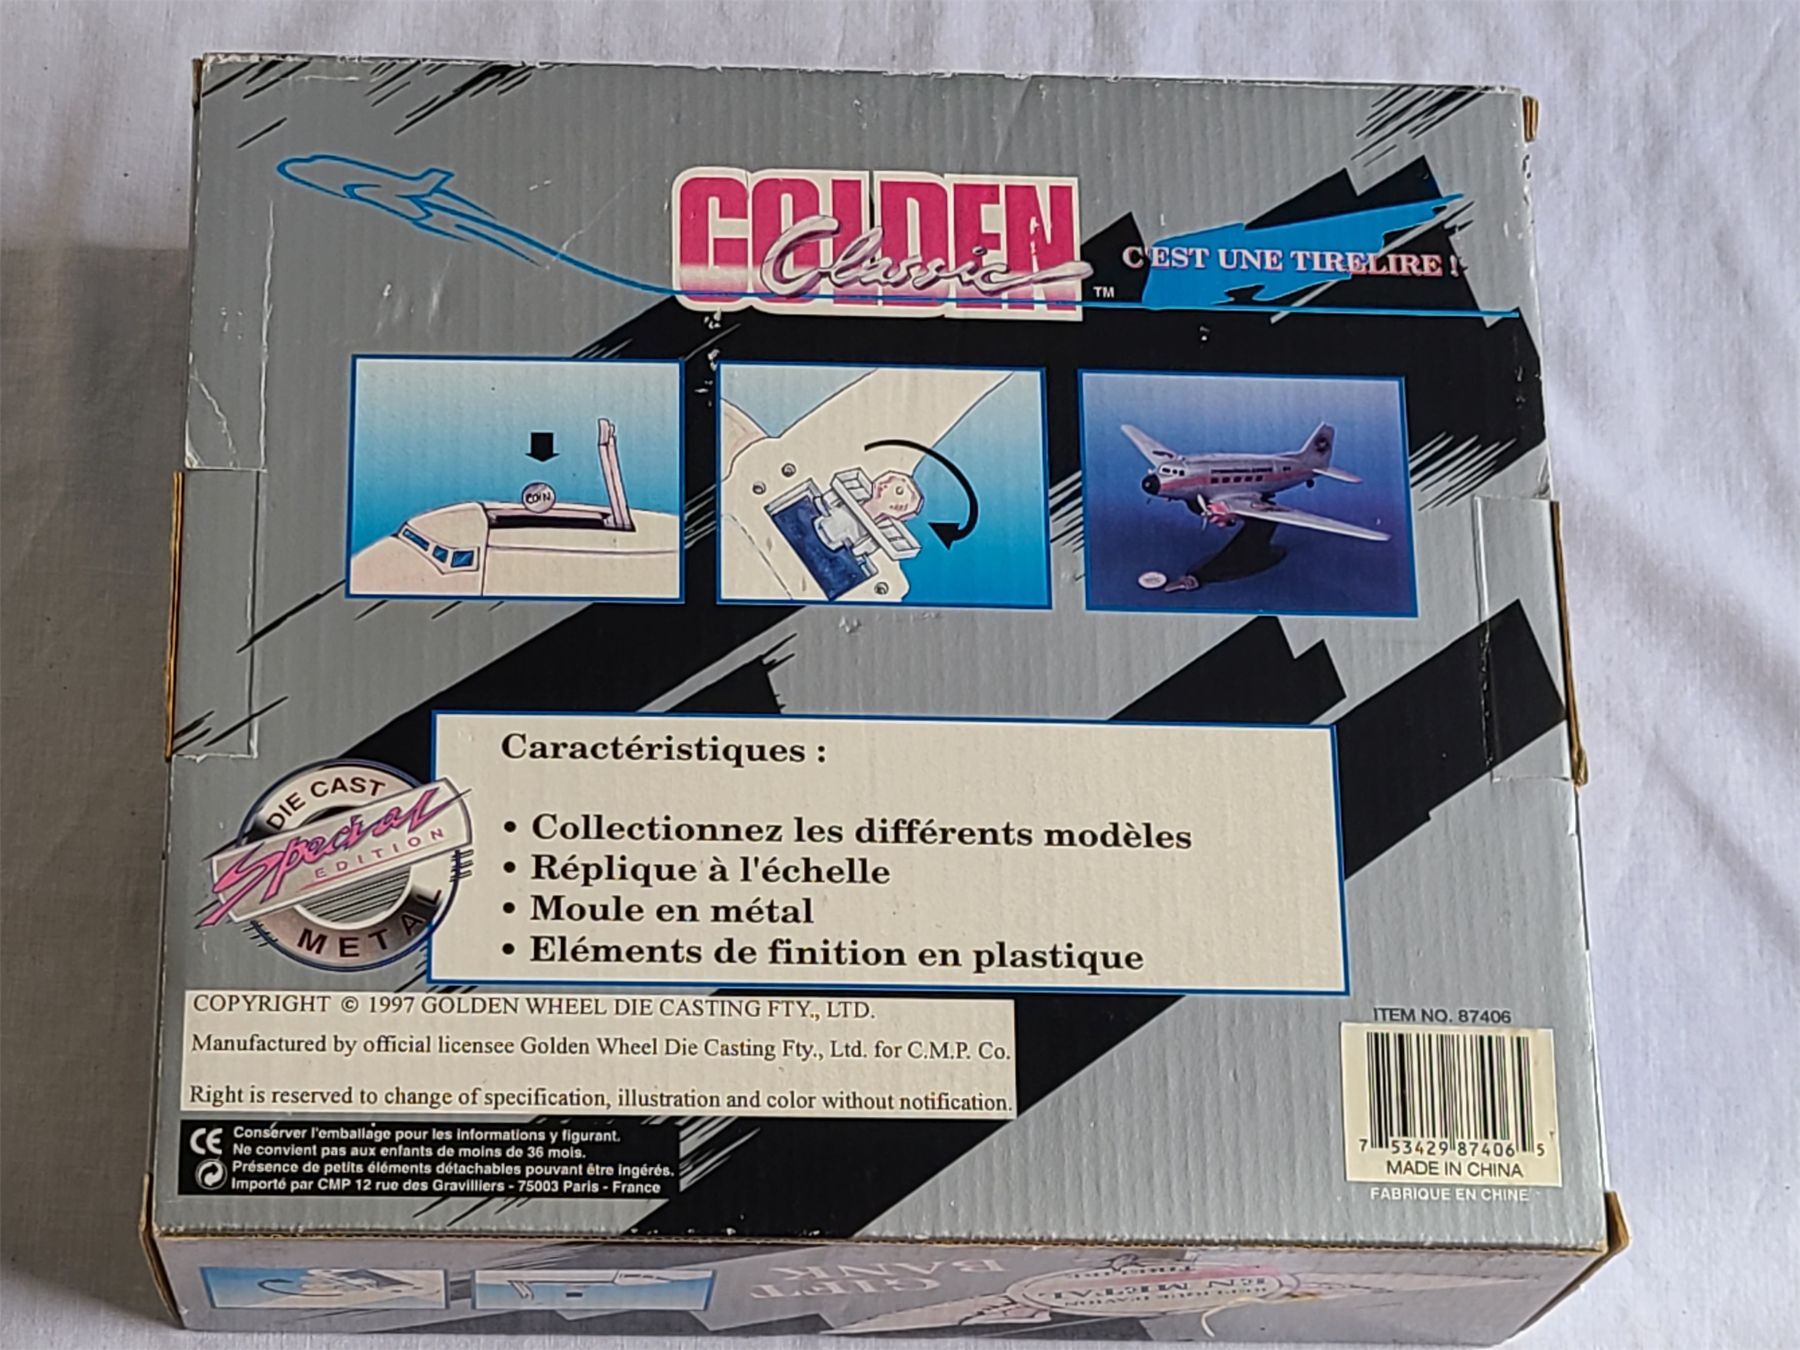 GOLDEN
Classic
TM
C'EST UNE TIRELIRE !
COIN
DIE CAST
Special
EDITION
METAL
Caractéristiques :
• Collectionnez les différents modèles
• Réplique à l'échelle
• Moule en métal
• Eléments de finition en plastique
COPYRIGHT © 1997 GOLDEN WHEEL DIE CASTING FTY., LTD.
Manufactured by official licensee Golden Wheel Die Casting Fty., Ltd. for C.M.P. Co.
Right is reserved to change of specification, illustration and color without notification.
CE
Conserver l'emballage pour les informations y figurant.
Ne convient pas aux enfants de moins de 36 mois.
Présence de petits éléments détachables pouvant être ingérés.
Importé par CMP 12 rue des Gravilliers - 75003 Paris - France
ITEM NO. 87406
7 53429 87406 5
MADE IN CHINA
FABRIQUE EN CHINE
GIFT
BANK
EN METAL
TIRELIRE